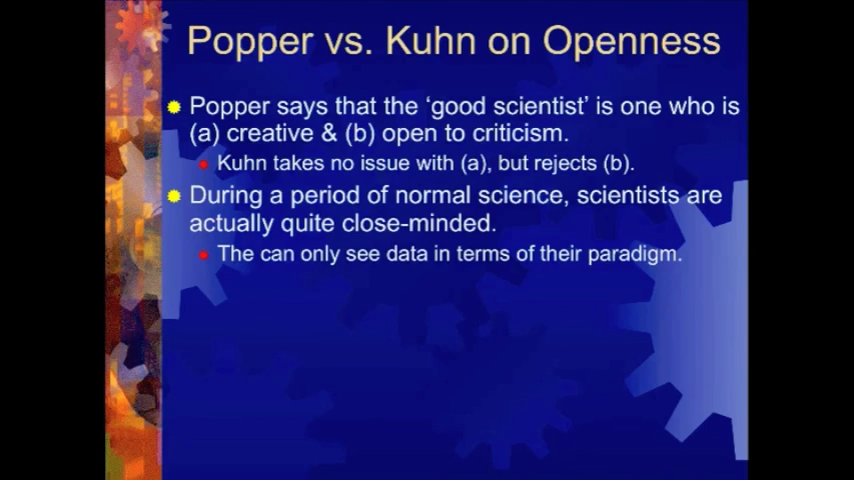 Popper vs. Kuhn on Openness
Popper says that the ‘good scientist’ is one who is
(a) creative & (b) open to criticism.
Kuhn takes no issue with (a), but rejects (b).
During a period of normal science, scientists are
actually quite close-minded.
The can only see data in terms of their paradigm.